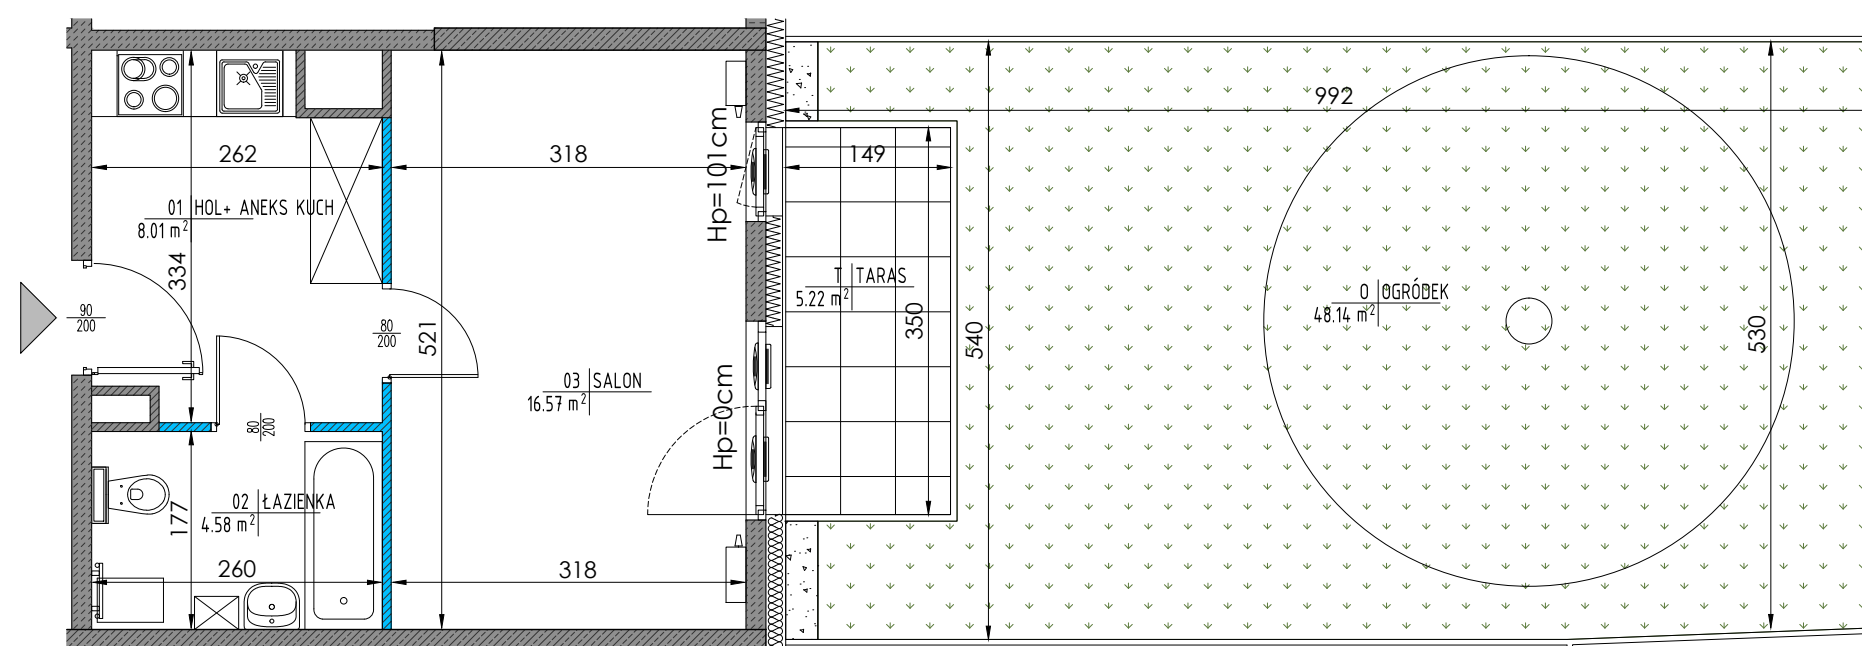 992
262
318
149
Hp=101cm
01 HOL+ ANEKS KUCH
8.01 m²
334
T TARAS
5.22 m²
O OGRÓDEK
48.14 m²
90
200
80
200
521
350
540
530
03 SALON
16.57 m²
Hp=0cm
80
200
02 ŁAZIENKA
4.58 m²
177
260
318